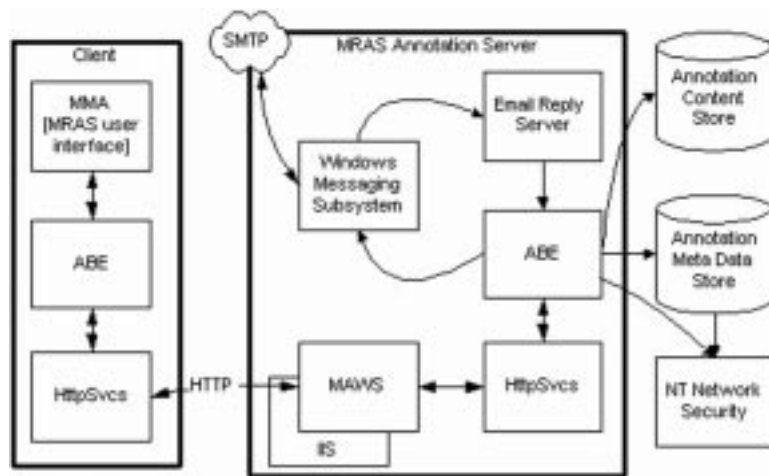 Client
MMA
[MRAS user
interface]
ABE
HttpSvcs
SMTP
MRAS Annotation Server
Windows
Messaging
Subsystem
Email Reply
Server
ABE
HTTP
MAWS
IIS
HttpSvcs
Annotation
Content
Store
Annotation
Meta Data
Store
NT Network
Security